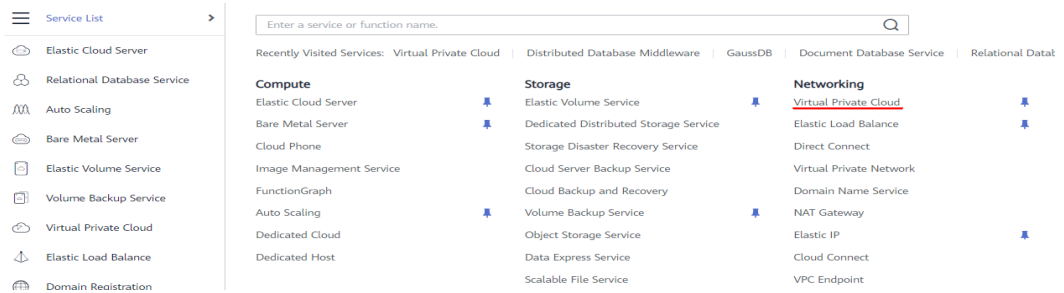 Service List
Elastic Cloud Server
Relational Database Service
Auto Scaling
Bare Metal Server
Elastic Volume Service
Volume Backup Service
Virtual Private Cloud
Elastic Load Balance
Domain Registration
Enter a service or function name.
Recently Visited Services: Virtual Private Cloud | Distributed Database Middleware | GaussDB | Document Database Service | Relational Datab
Compute
Elastic Cloud Server
Bare Metal Server
Cloud Phone
Image Management Service
FunctionGraph
Auto Scaling
Dedicated Cloud
Dedicated Host
Storage
Elastic Volume Service
Dedicated Distributed Storage Service
Storage Disaster Recovery Service
Cloud Server Backup Service
Cloud Backup and Recovery
Volume Backup Service
Object Storage Service
Data Express Service
Scalable File Service
Networking
Virtual Private Cloud
Elastic Load Balance
Direct Connect
Virtual Private Network
Domain Name Service
NAT Gateway
Elastic IP
Cloud Connect
VPC Endpoint